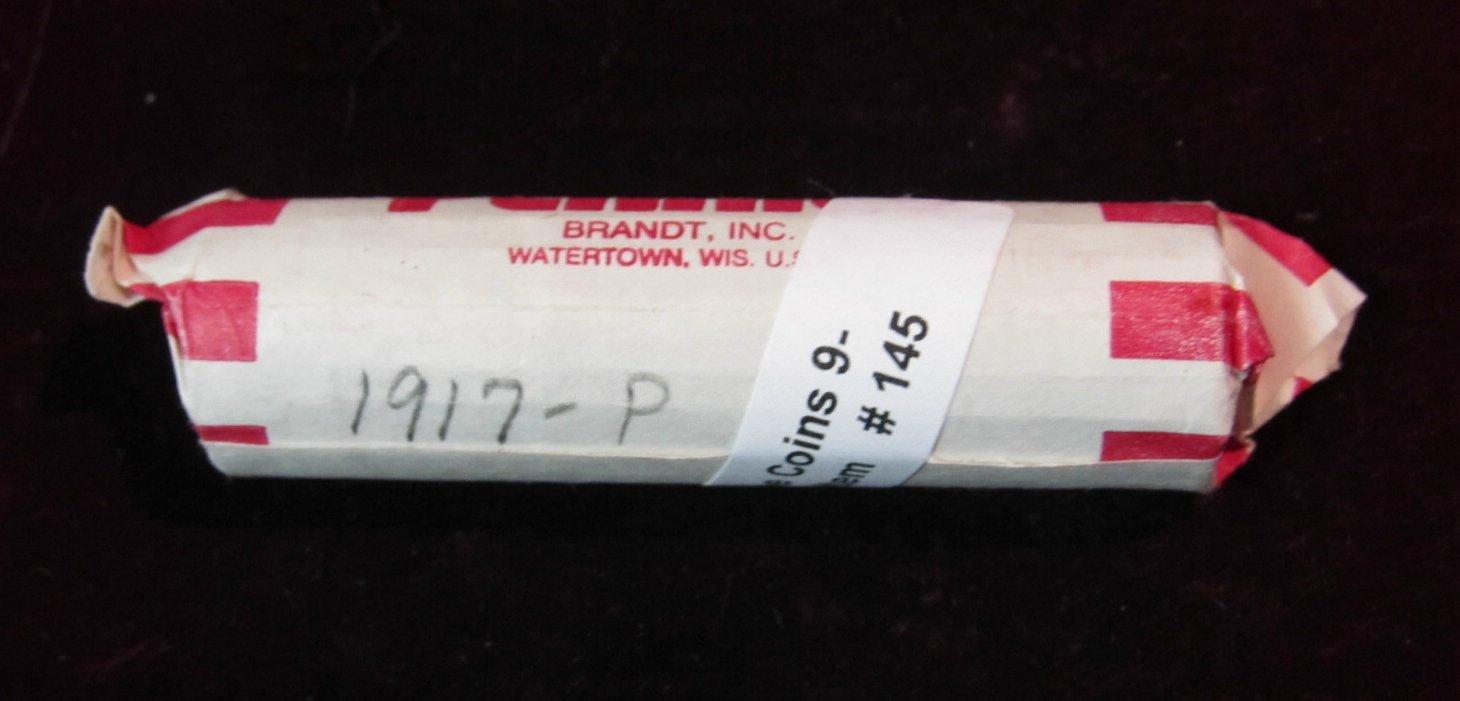 BRANDT, INC.
WATERTOWN, WIS.
1917-P
Coins 9-
# 145